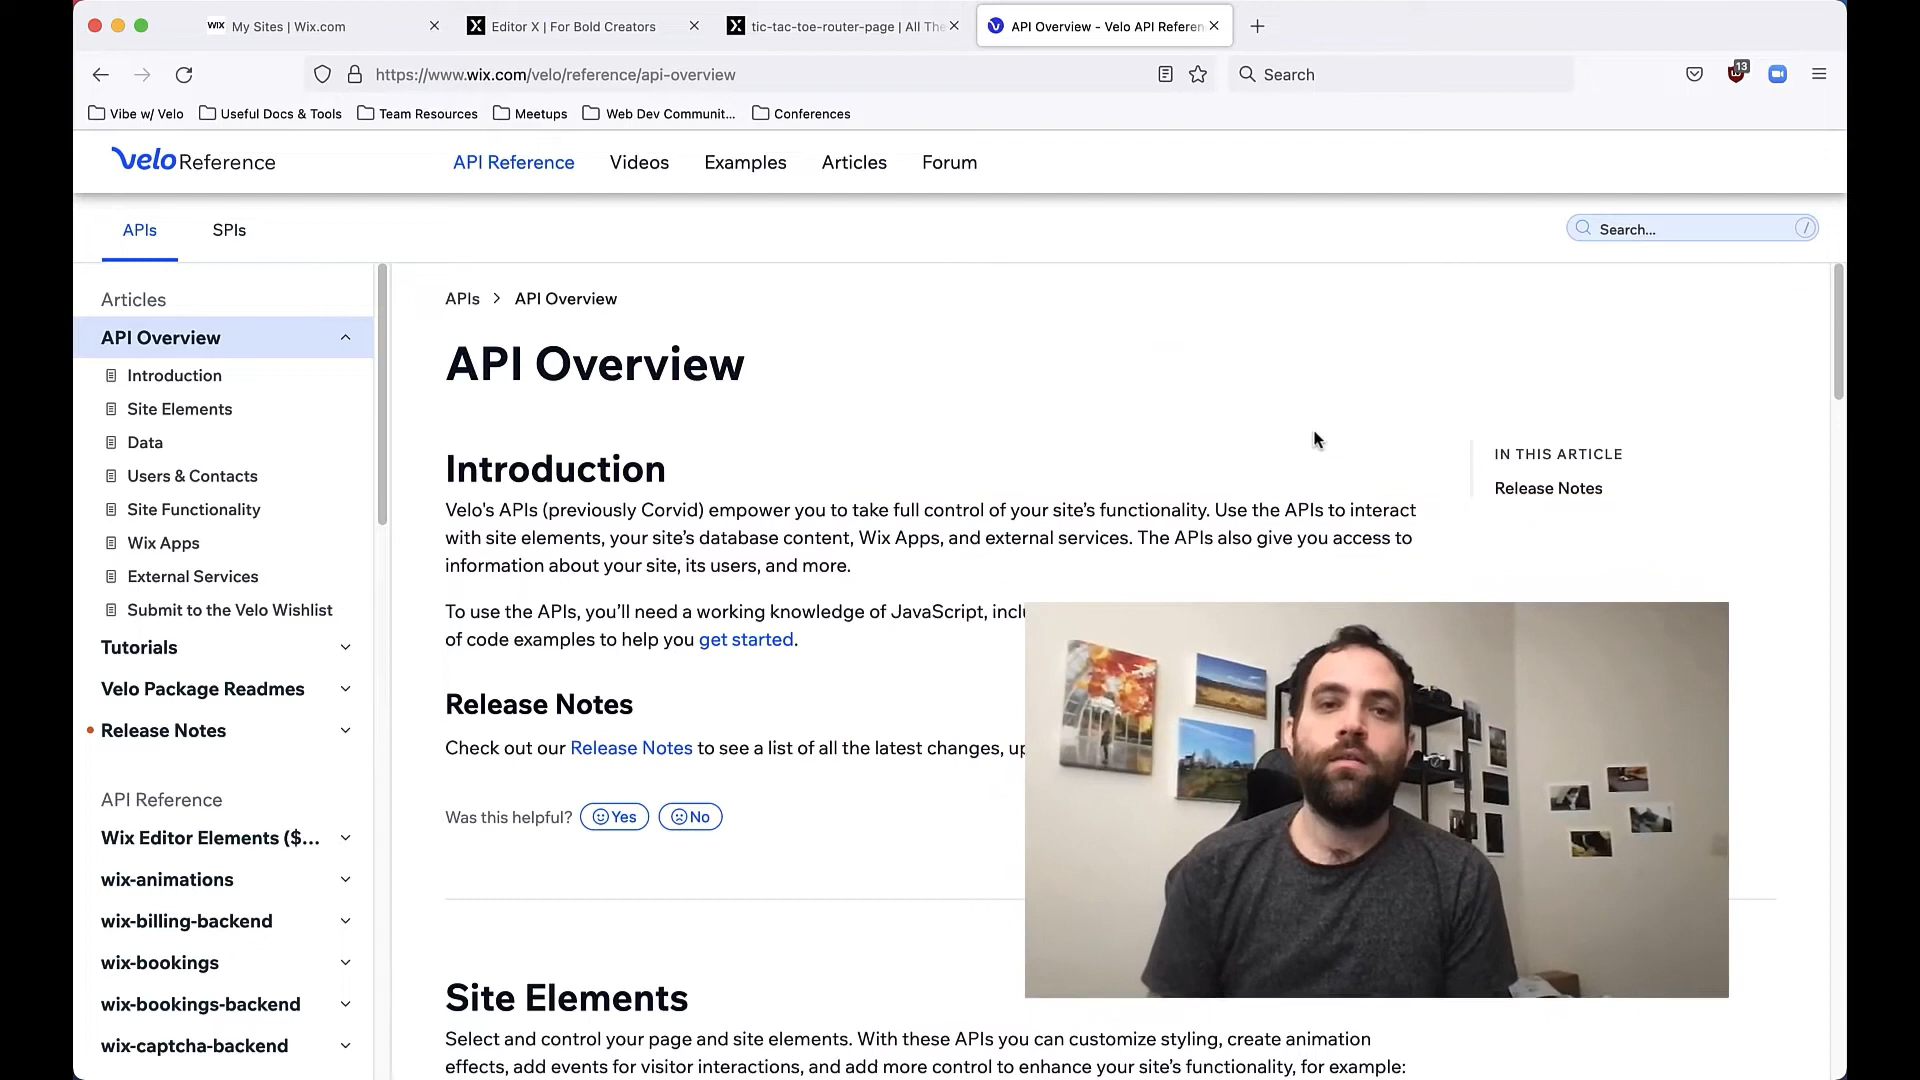 WIX My Sites | Wix.com
X Editor X | For Bold Creators
X tic-tac-toe-router-page | All The
API Overview - Velo API Referen
https://www.wix.com/velo/reference/api-overview
Search
13
Vibe w/ Velo
Useful Docs & Tools
Team Resources
Meetups
Web Dev Communit...
Conferences
velo Reference
API Reference
Videos
Examples
Articles
Forum
APIs
SPIs
Search...
/
Articles
API Overview
Introduction
Site Elements
Data
Users & Contacts
Site Functionality
Wix Apps
External Services
Submit to the Velo Wishlist
Tutorials
Velo Package Readmes
Release Notes
API Reference
Wix Editor Elements ($...
wix-animations
wix-billing-backend
wix-bookings
wix-bookings-backend
wix-captcha-backend
APIs > API Overview
API Overview
Introduction
Velo's APIs (previously Corvid) empower you to take full control of your site’s functionality. Use the APIs to interact
with site elements, your site’s database content, Wix Apps, and external services. The APIs also give you access to
information about your site, its users, and more.
To use the APIs, you’ll need a working knowledge of JavaScript, inclu
of code examples to help you get started.
Release Notes
Check out our Release Notes to see a list of all the latest changes, up
Was this helpful? Yes No
Site Elements
Select and control your page and site elements. With these APIs you can customize styling, create animation
effects, add events for visitor interactions, and add more control to enhance your site’s functionality, for example:
IN THIS ARTICLE
Release Notes